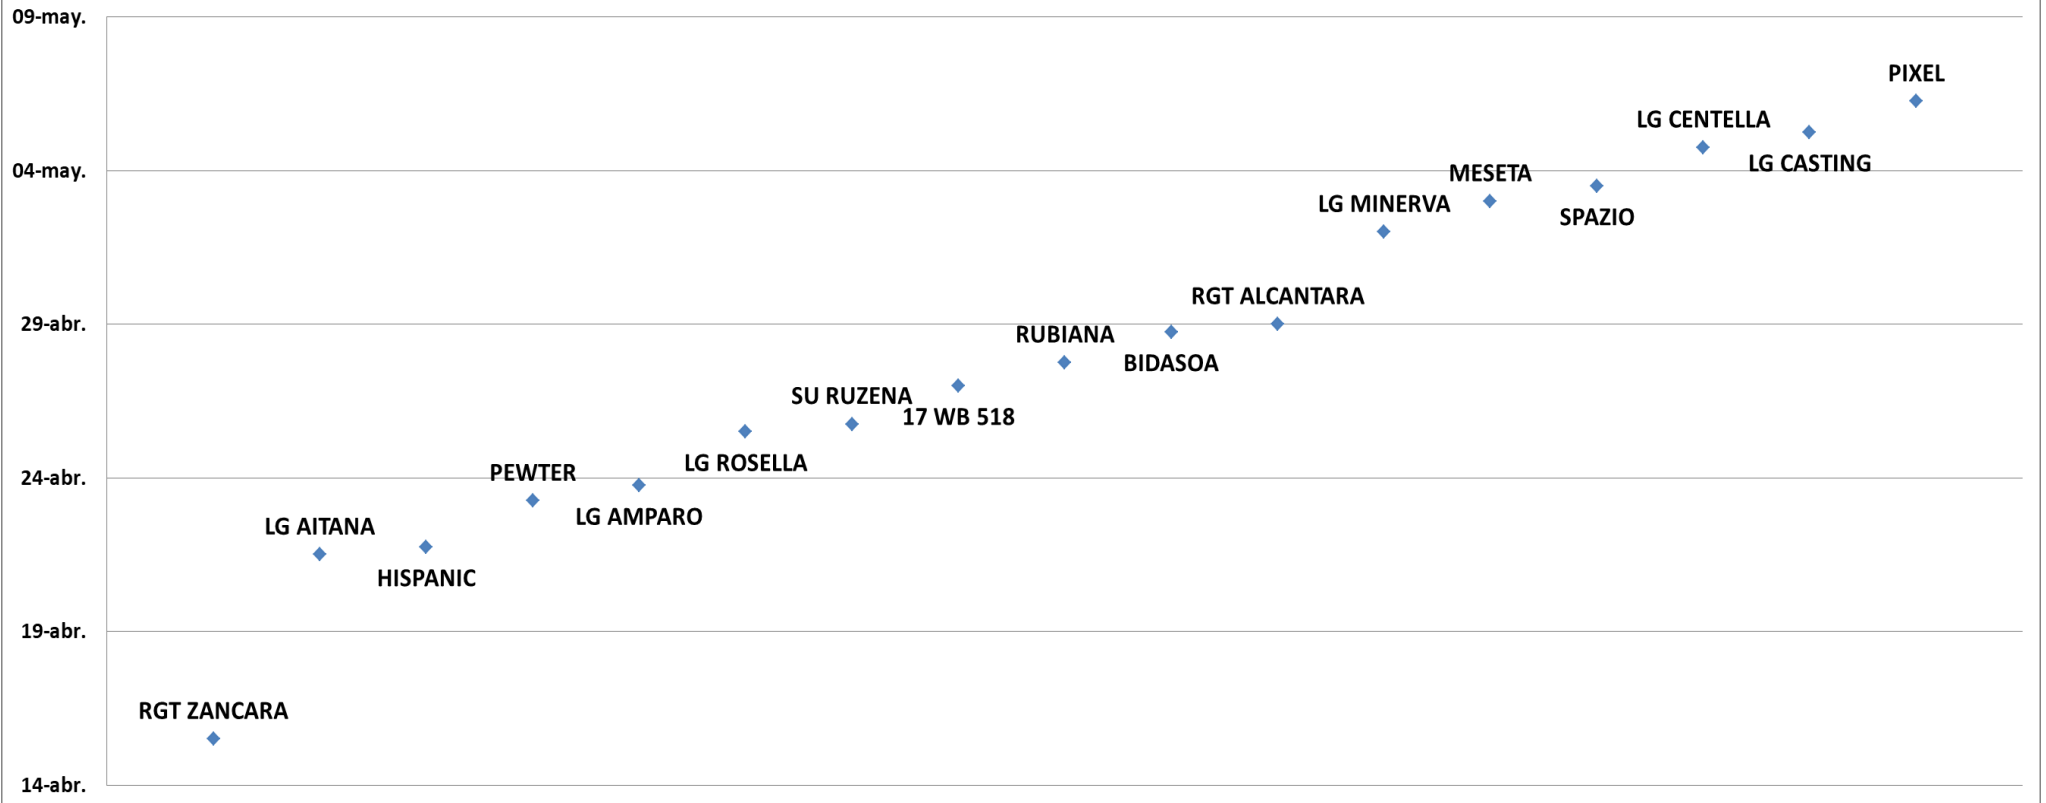 09-may.
PIXEL
LG CENTELLA
LG CASTING
04-may.
MESETA
LG MINERVA
SPAZIO
RGT ALCANTARA
29-abr.
RUBIANA
BIDASOA
SU RUZENA
17 WB 518
LG ROSELLA
24-abr.
PEWTER
LG AMPARO
LG AITANA
HISPANIC
19-abr.
RGT ZANCARA
14-abr.